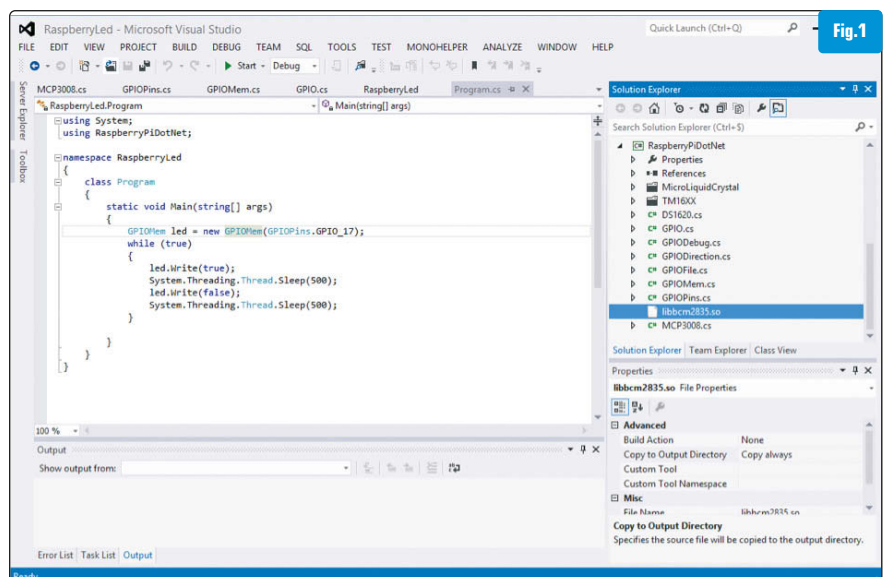 RaspberryLed - Microsoft Visual Studio
Quick Launch (Ctrl+Q)
Fig.1
FILE EDIT VIEW PROJECT BUILD DEBUG TEAM SQL TOOLS TEST MONOHELPER ANALYZE WINDOW HELP
Start - Debug
Server Explorer
Toolbox
MCP3008.cs GPIOPins.cs GPIOMem.cs GPIO.cs RaspberryLed Program.cs
RaspberryLed.Program Main(string[] args)
using System;
using RaspberryPiDotNet;
namespace RaspberryLed
{
class Program
{
static void Main(string[] args)
{
GPIOMem led = new GPIOMem(GPIOPins.GPIO_17);
while (true)
{
led.Write(true);
System.Threading.Thread.Sleep(500);
led.Write(false);
System.Threading.Thread.Sleep(500);
}
}
}
}
100 %
Output
Show output from:
Error List Task List Output
Ready
Solution Explorer
Search Solution Explorer (Ctrl+$)
C# RaspberryPiDotNet
Properties
References
MicroLiquidCrystal
TM16XX
C# DS1620.cs
C# GPIO.cs
C# GPIODebug.cs
C# GPIODirection.cs
C# GPIOFile.cs
C# GPIOMem.cs
C# GPIOPins.cs
libbcm2835.so
C# MCP3008.cs
Solution Explorer Team Explorer Class View
Properties
libbcm2835.so File Properties
Advanced
Build Action None
Copy to Output Directory Copy always
Custom Tool
Custom Tool Namespace
Misc
File Name libbcm2835.so
Copy to Output Directory
Specifies the source file will be copied to the output directory.